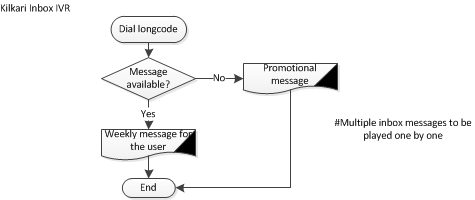 Kilkari Inbox IVR
Dial longcode
Message
available?
No
Promotional
message
Yes
Weekly message for
the user
#Multiple inbox messages to be
played one by one
End